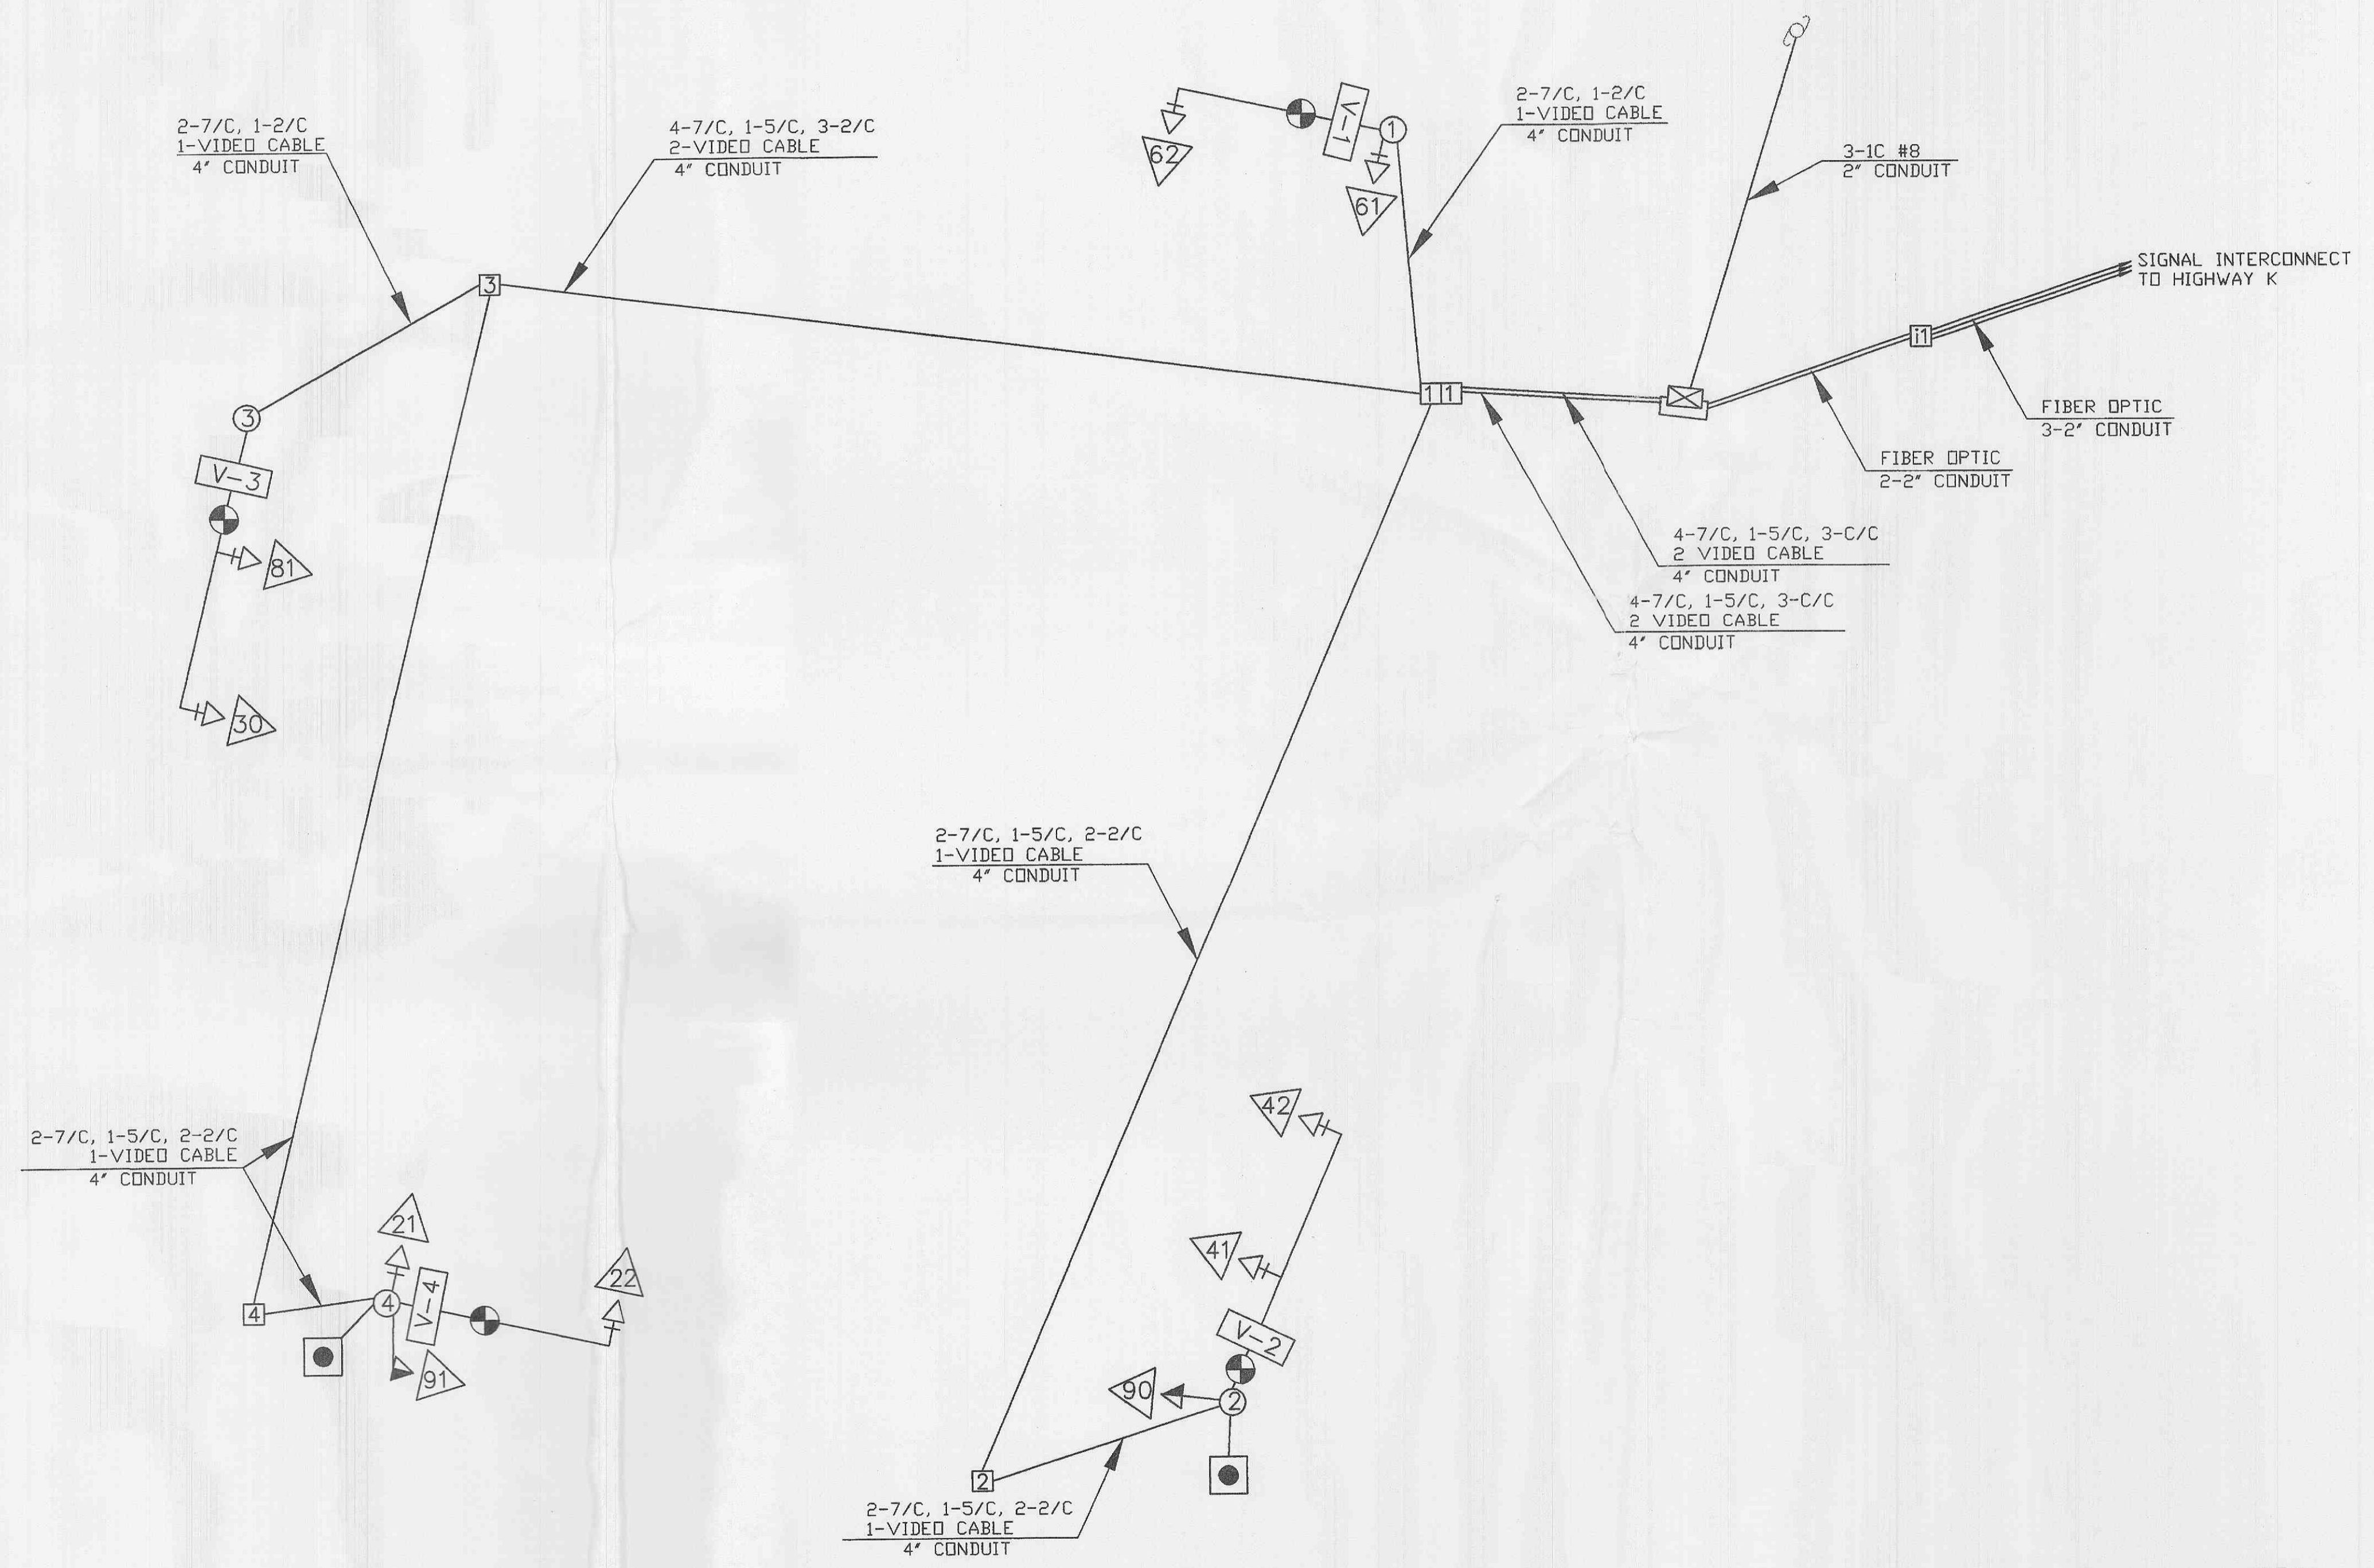 2-7/C, 1-2/C
1-VIDEO CABLE
4" CONDUIT
4-7/C, 1-5/C, 3-2/C
2-VIDEO CABLE
4" CONDUIT
62
V-1
1
61
2-7/C, 1-2/C
1-VIDEO CABLE
4" CONDUIT
3-1C #8
2" CONDUIT
SIGNAL INTERCONNECT
TO HIGHWAY K
3
1 1
i1
FIBER OPTIC
3-2" CONDUIT
FIBER OPTIC
2-2" CONDUIT
3
V-3
81
30
4-7/C, 1-5/C, 3-C/C
2 VIDEO CABLE
4" CONDUIT
4-7/C, 1-5/C, 3-C/C
2 VIDEO CABLE
4" CONDUIT
2-7/C, 1-5/C, 2-2/C
1-VIDEO CABLE
4" CONDUIT
2-7/C, 1-5/C, 2-2/C
1-VIDEO CABLE
4" CONDUIT
21
22
4
4
V-4
91
42
41
V-2
90
2
2
2-7/C, 1-5/C, 2-2/C
1-VIDEO CABLE
4" CONDUIT